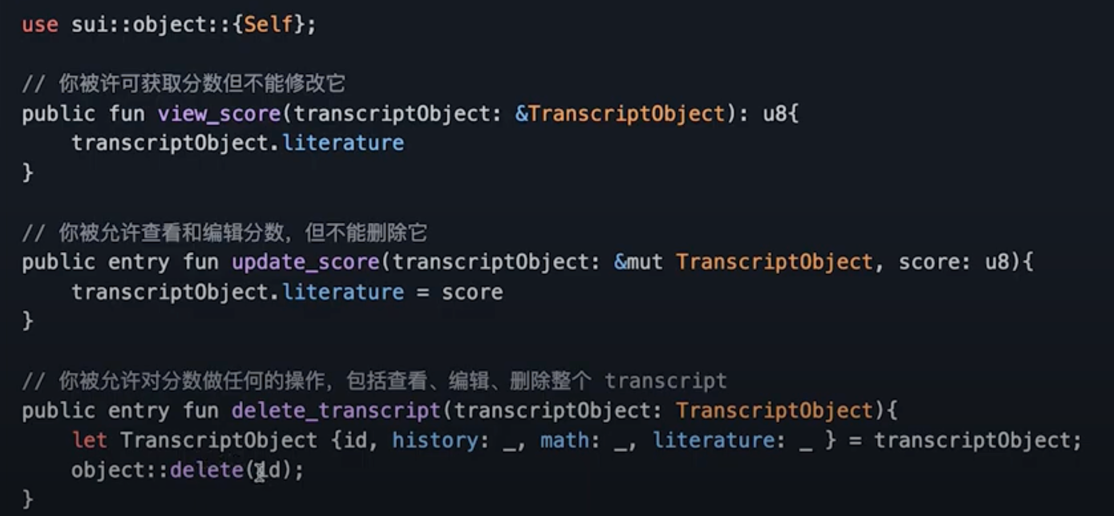 use sui::object::{Self};
// 你被许可获取分数但不能修改它
public fun view_score(transcriptObject: &TranscriptObject): u8{
    transcriptObject.literature
}
// 你被允许查看和编辑分数，但不能删除它
public entry fun update_score(transcriptObject: &mut TranscriptObject, score: u8){
    transcriptObject.literature = score
}
// 你被允许对分数做任何的操作，包括查看、编辑、删除整个 transcript
public entry fun delete_transcript(transcriptObject: TranscriptObject){
    let TranscriptObject {id, history: _, math: _, literature: _ } = transcriptObject;
    object::delete(id);
}